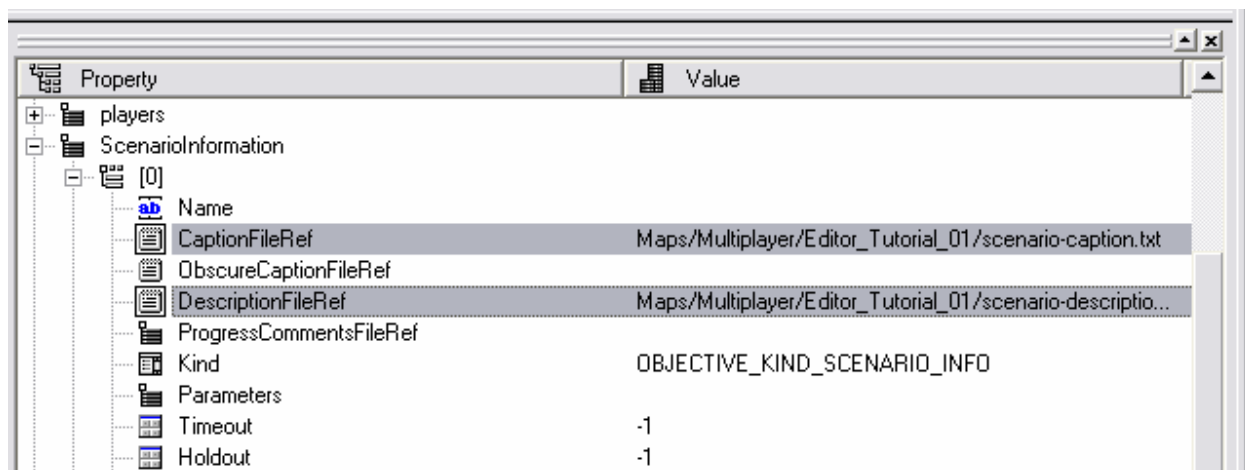 Property Value
players
ScenarioInformation
[0]
ab Name
CaptionFileRef Maps/Multiplayer/Editor_Tutorial_01/scenario-caption.txt
ObscureCaptionFileRef
DescriptionFileRef Maps/Multiplayer/Editor_Tutorial_01/scenario-descriptio...
ProgressCommentsFileRef
Kind OBJECTIVE_KIND_SCENARIO_INFO
Parameters
Timeout -1
Holdout -1